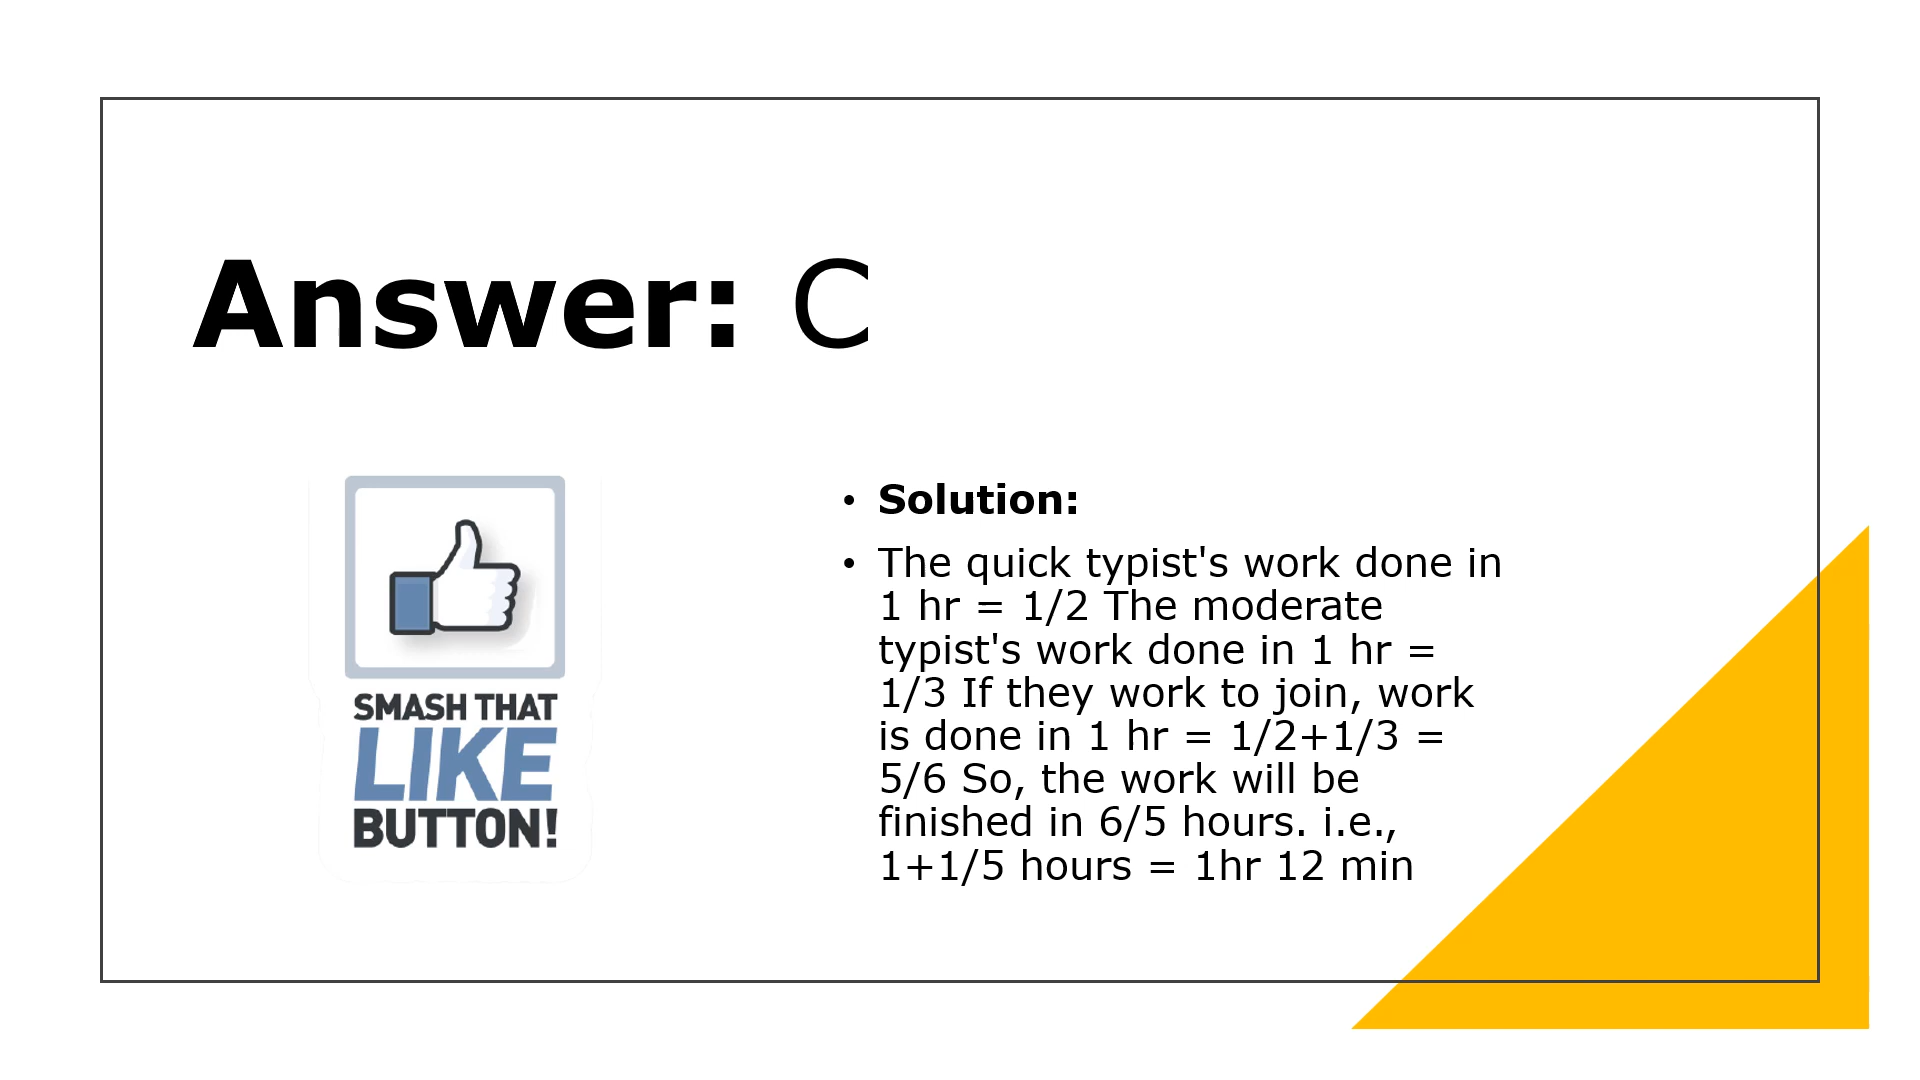 Answer: C
SMASH THAT
LIKE
BUTTON!
• Solution:
• The quick typist's work done in
1 hr = 1/2 The moderate
typist's work done in 1 hr =
1/3 If they work to join, work
is done in 1 hr = 1/2+1/3 =
5/6 So, the work will be
finished in 6/5 hours. i.e.,
1+1/5 hours = 1hr 12 min